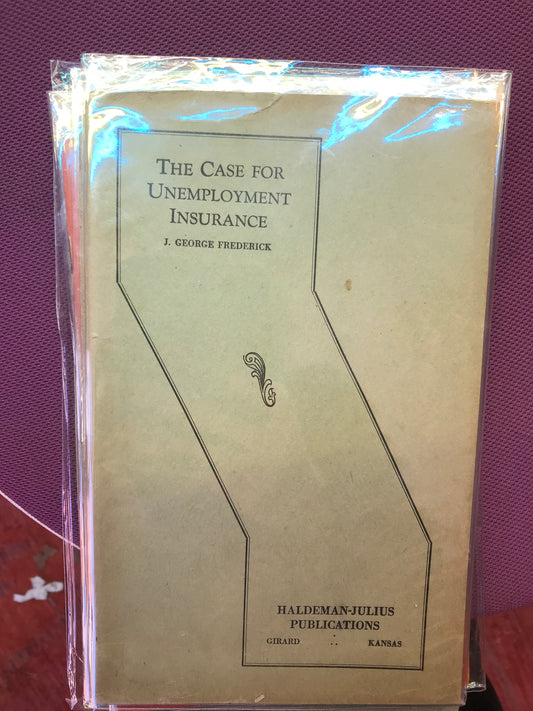 THE CASE FOR
UNEMPLOYMENT
INSURANCE
J. GEORGE FREDERICK
HALDEMAN-JULIUS
PUBLICATIONS
GIRARD .. KANSAS